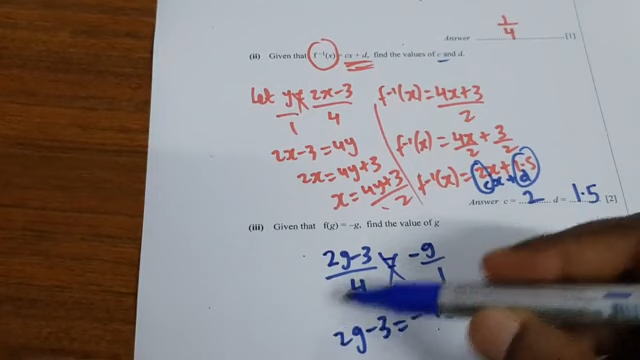 1/4
Answer [1]
(ii) Given that f⁻¹(x) = cx + d, find the values of c and d.
Let y/1 = (2x-3)/4
2x-3=4y
2x=4y+3
x=(4y+3)/2
f⁻¹(x)=(4x+3)/2
f⁻¹(x)=4x/2+3/2
f⁻¹(x)=2x+1.5
cx+d
Answer c = 2 d = 1.5 [2]
(iii) Given that f(g) = –g, find the value of g
(2g-3)/4 = -g/1
2g-3=-